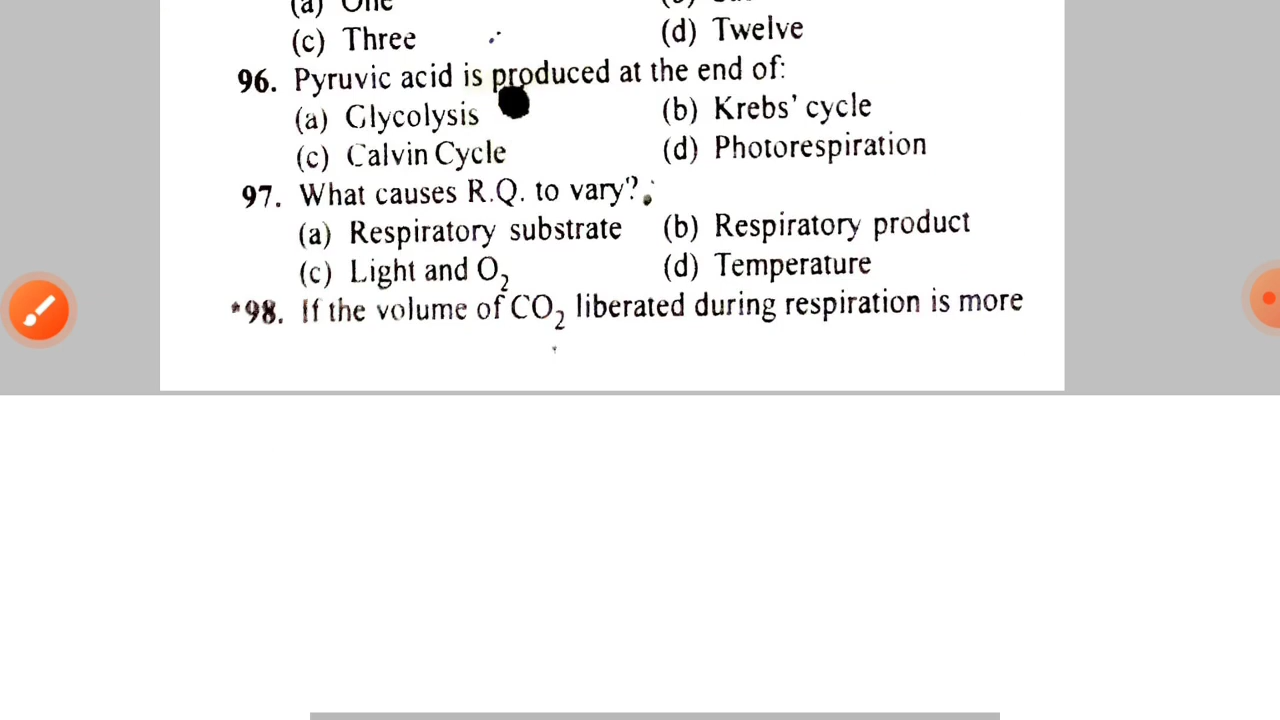 (a) One
(c) Three (d) Twelve
96. Pyruvic acid is produced at the end of:
(a) Glycolysis (b) Krebs' cycle
(c) Calvin Cycle (d) Photorespiration
97. What causes R.Q. to vary?
(a) Respiratory substrate (b) Respiratory product
(c) Light and O₂ (d) Temperature
*98. If the volume of CO₂ liberated during respiration is more